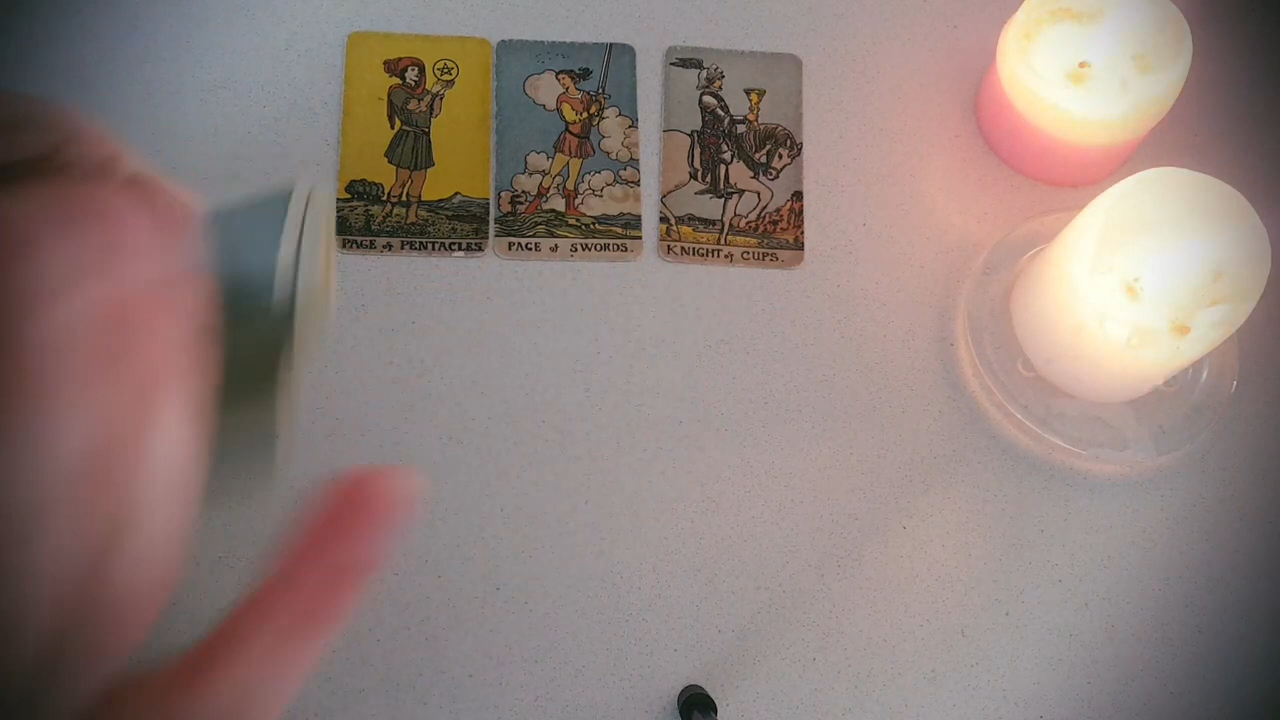 PAGE of PENTACLES.
PAGE of SWORDS.
KNIGHT of CUPS.